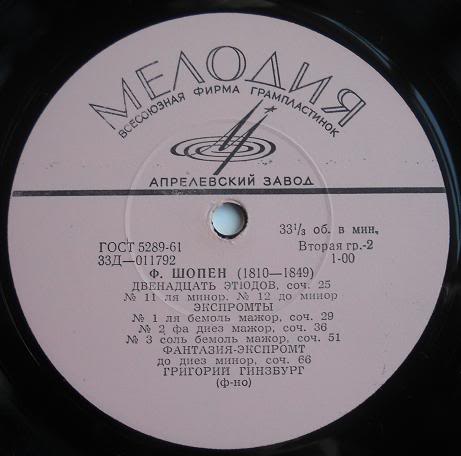 МЕЛОДИЯ
ВСЕСОЮЗНАЯ ФИРМА ГРАМПЛАСТИНОК
АПРЕЛЕВСКИЙ ЗАВОД
33⅓ об. в мин,
ГОСТ 5289-61 Вторая гр.-2
33Д—011792 1-00
Ф. ШОПЕН (1810—1849)
ДВЕНАДЦАТЬ ЭТЮДОВ, соч. 25
№ 11 ля минор. № 12 до минор
ЭКСПРОМТЫ
№ 1 ля бемоль мажор, соч. 29
№ 2 фа диез мажор, соч. 36
№ 3 соль бемоль мажор, соч. 51
ФАНТАЗИЯ-ЭКСПРОМТ
до диез минор, соч. 66
ГРИГОРИЙ ГИНЗБУРГ
(ф-но)